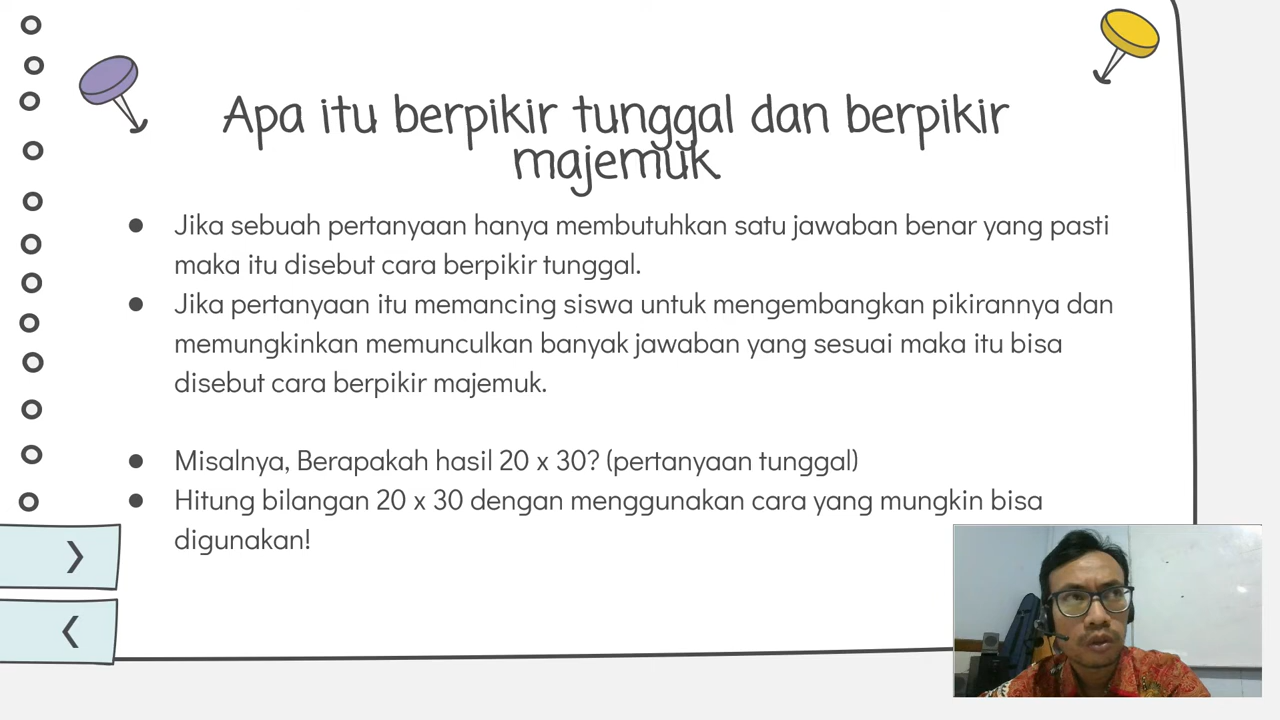 Apa itu berpikir tunggal dan berpikir
majemuk
● Jika sebuah pertanyaan hanya membutuhkan satu jawaban benar yang pasti
maka itu disebut cara berpikir tunggal.
● Jika pertanyaan itu memancing siswa untuk mengembangkan pikirannya dan
memungkinkan memunculkan banyak jawaban yang sesuai maka itu bisa
disebut cara berpikir majemuk.
● Misalnya, Berapakah hasil 20 x 30? (pertanyaan tunggal)
● Hitung bilangan 20 x 30 dengan menggunakan cara yang mungkin bisa
digunakan!